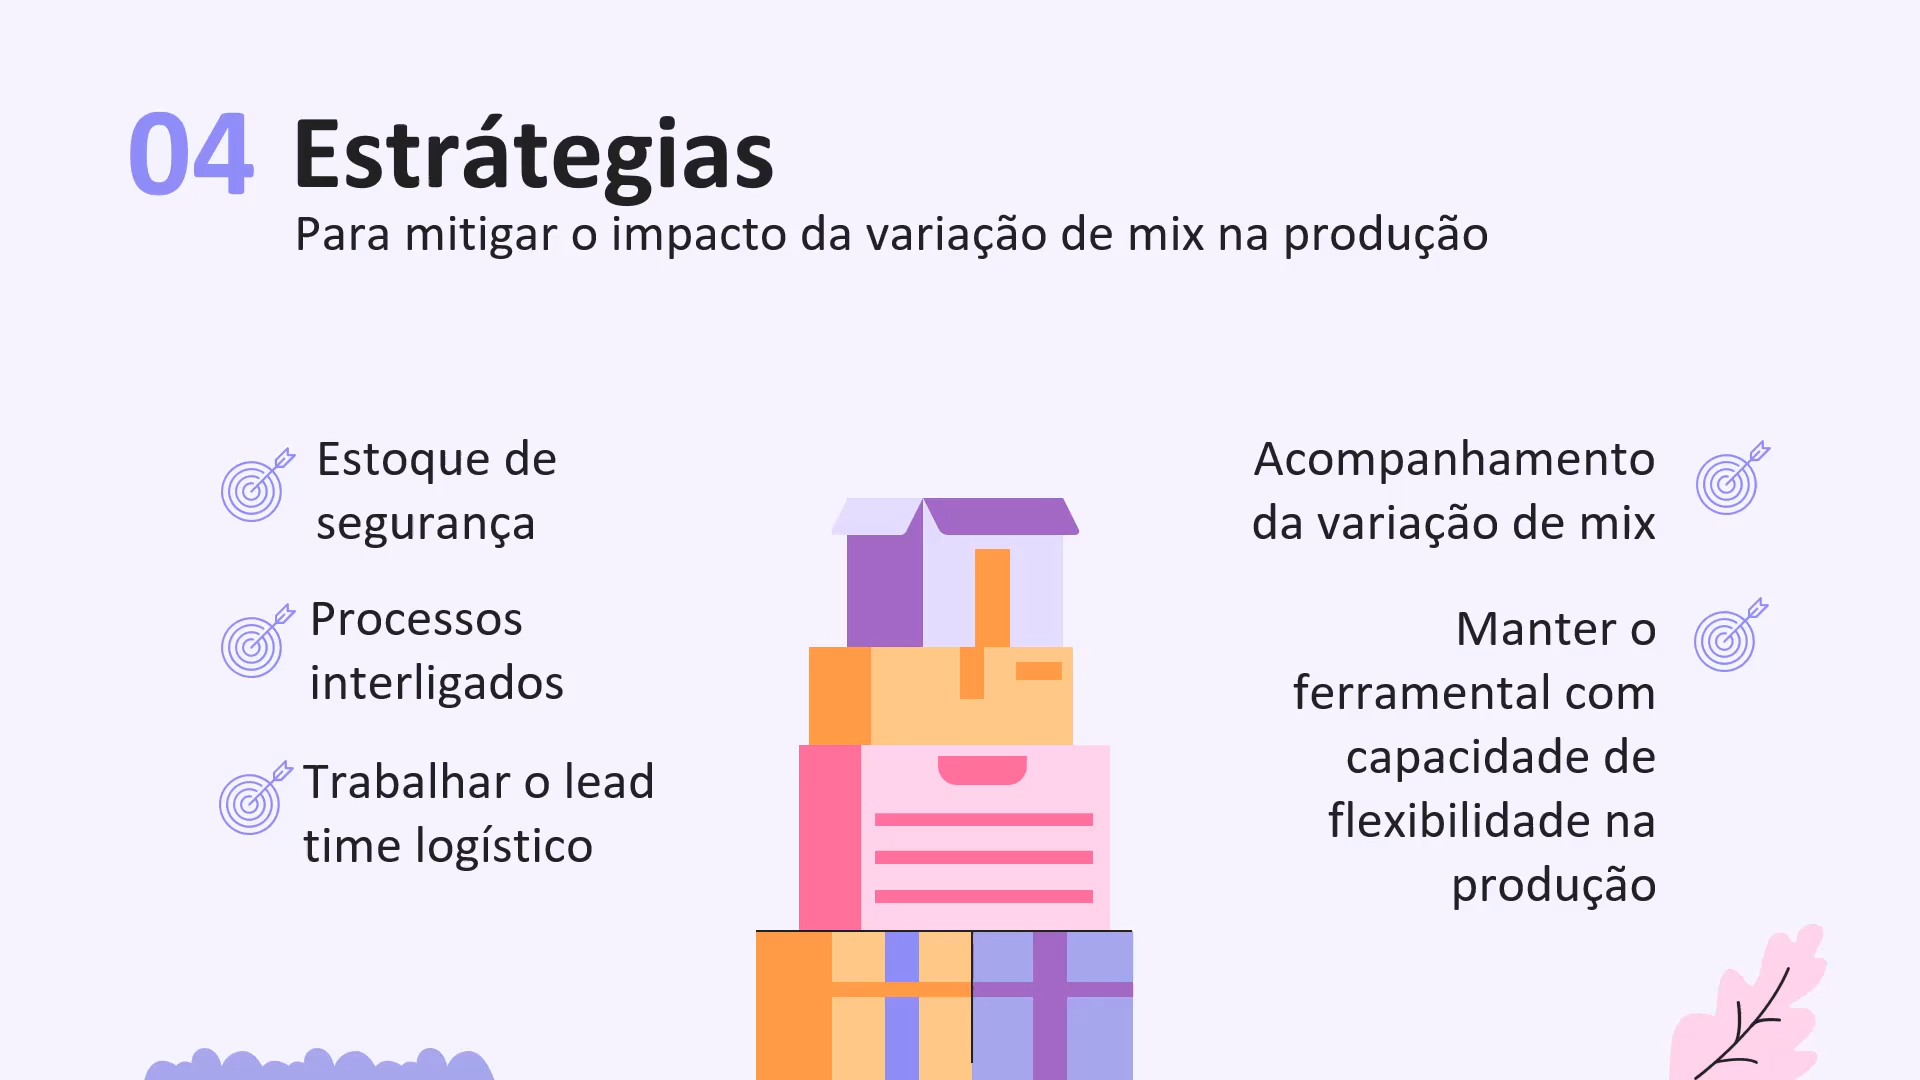 04 Estrátegias
Para mitigar o impacto da variação de mix na produção
Estoque de
segurança
Processos
interligados
Trabalhar o lead
time logístico
Acompanhamento
da variação de mix
Manter o
ferramental com
capacidade de
flexibilidade na
produção